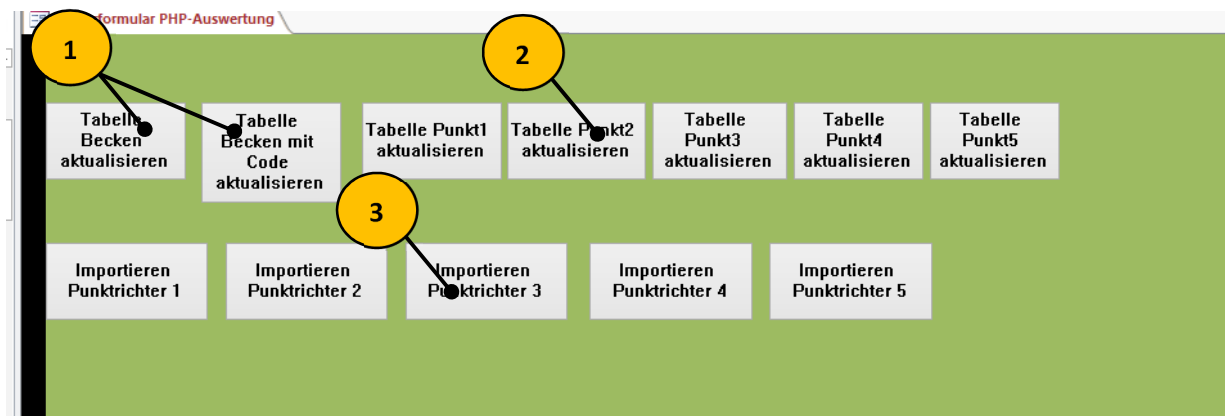 formular PHP-Auswertung
1
2
Tabelle
Becken
aktualisieren
Tabelle
Becken mit
Code
aktualisieren
Tabelle Punkt1
aktualisieren
Tabelle Punkt2
aktualisieren
Tabelle
Punkt3
aktualisieren
Tabelle
Punkt4
aktualisieren
Tabelle
Punkt5
aktualisieren
3
Importieren
Punktrichter 1
Importieren
Punktrichter 2
Importieren
Punktrichter 3
Importieren
Punktrichter 4
Importieren
Punktrichter 5